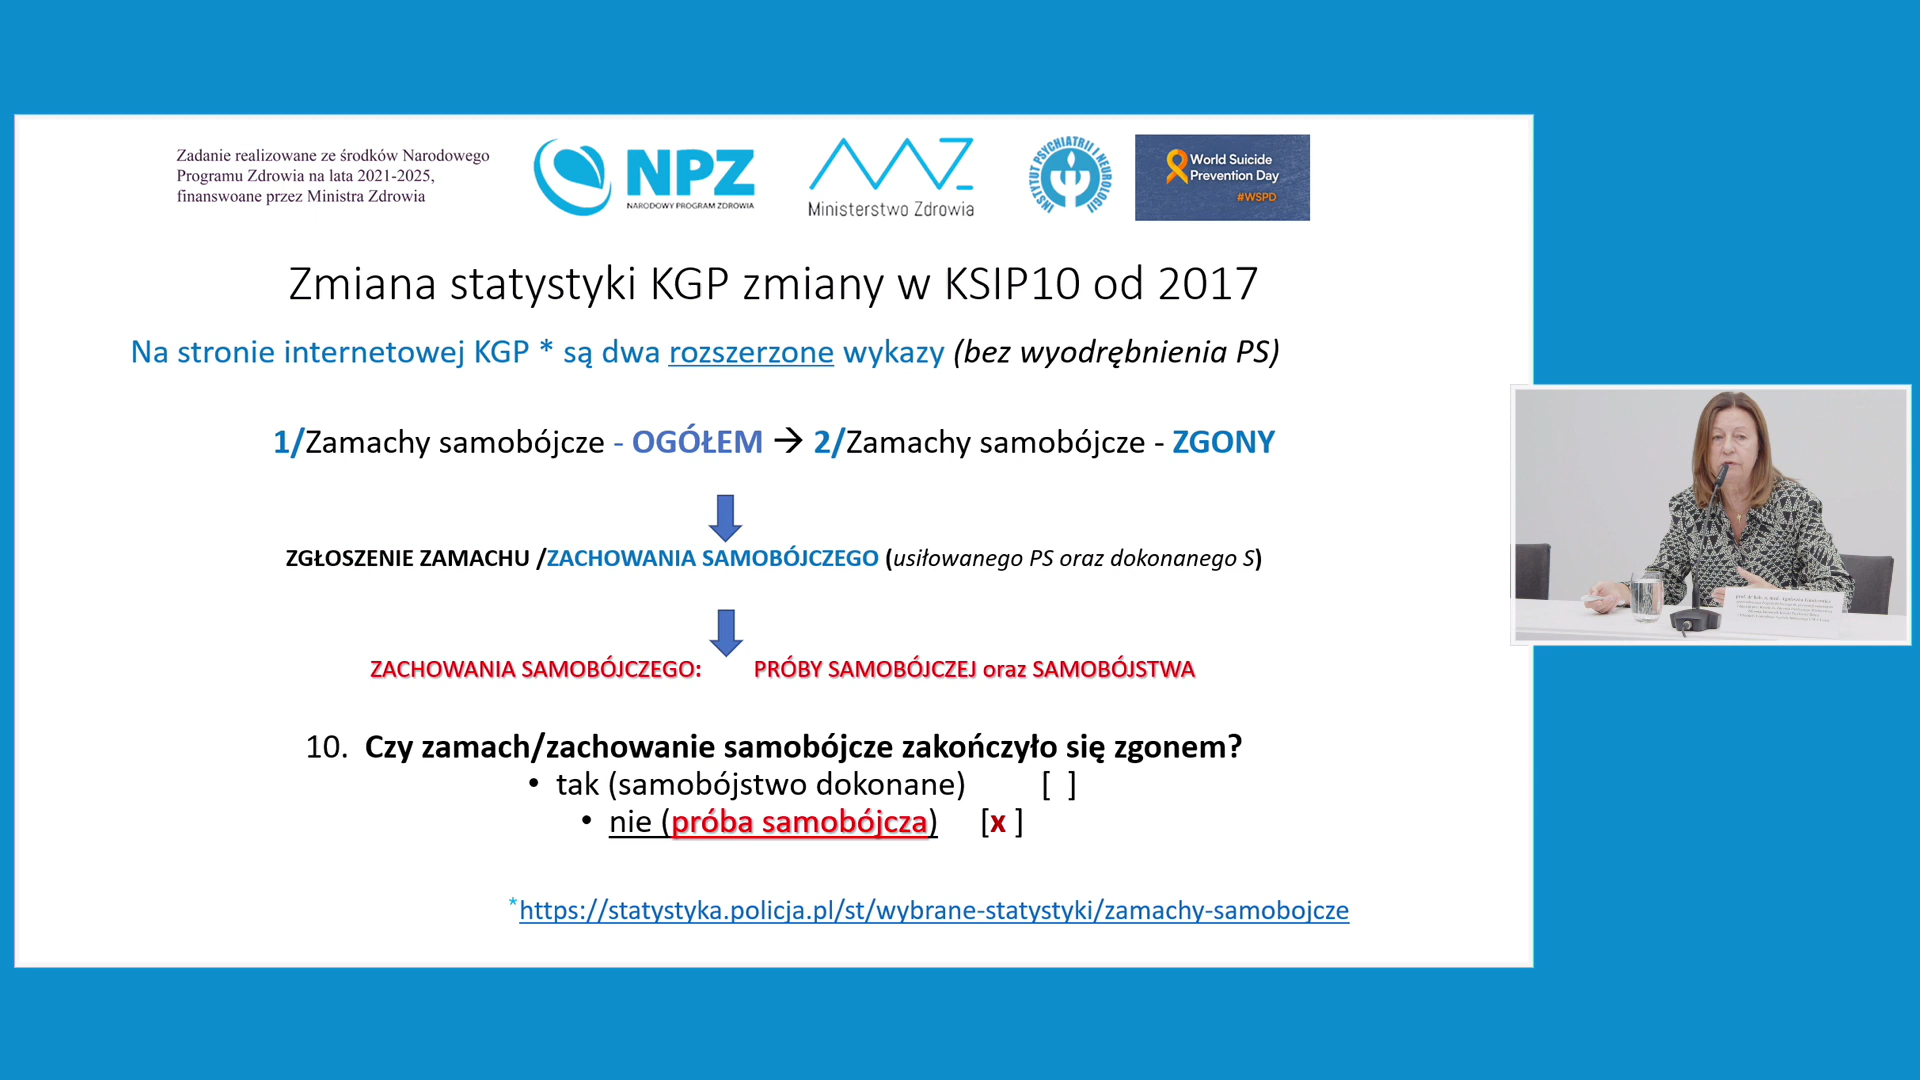 Zadanie realizowane ze środków Narodowego
Programu Zdrowia na lata 2021-2025,
finanswoane przez Ministra Zdrowia
NPZ
NARODOWY PROGRAM ZDROWIA
Ministerstwo Zdrowia
INSTYTUT PSYCHIATRII I NEUROLOGII
World Suicide
Prevention Day
#WSPD
Zmiana statystyki KGP zmiany w KSIP10 od 2017
Na stronie internetowej KGP * są dwa rozszerzone wykazy (bez wyodrębnienia PS)
1/Zamachy samobójcze - OGÓŁEM → 2/Zamachy samobójcze - ZGONY
ZGŁOSZENIE ZAMACHU /ZACHOWANIA SAMOBÓJCZEGO (usiłowanego PS oraz dokonanego S)
ZACHOWANIA SAMOBÓJCZEGO: PRÓBY SAMOBÓJCZEJ oraz SAMOBÓJSTWA
10. Czy zamach/zachowanie samobójcze zakończyło się zgonem?
• tak (samobójstwo dokonane) [ ]
• nie (próba samobójcza) [x ]
*https://statystyka.policja.pl/st/wybrane-statystyki/zamachy-samobojcze